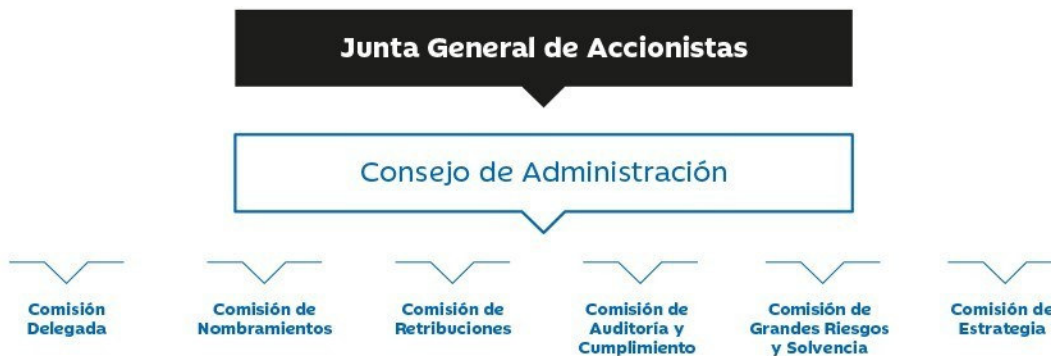 Junta General de Accionistas
Consejo de Administración
Comisión
Delegada
Comisión de
Nombramientos
Comisión de
Retribuciones
Comisión de
Auditoría y
Cumplimiento
Comisión de
Grandes Riesgos
y Solvencia
Comisión de
Estrategia